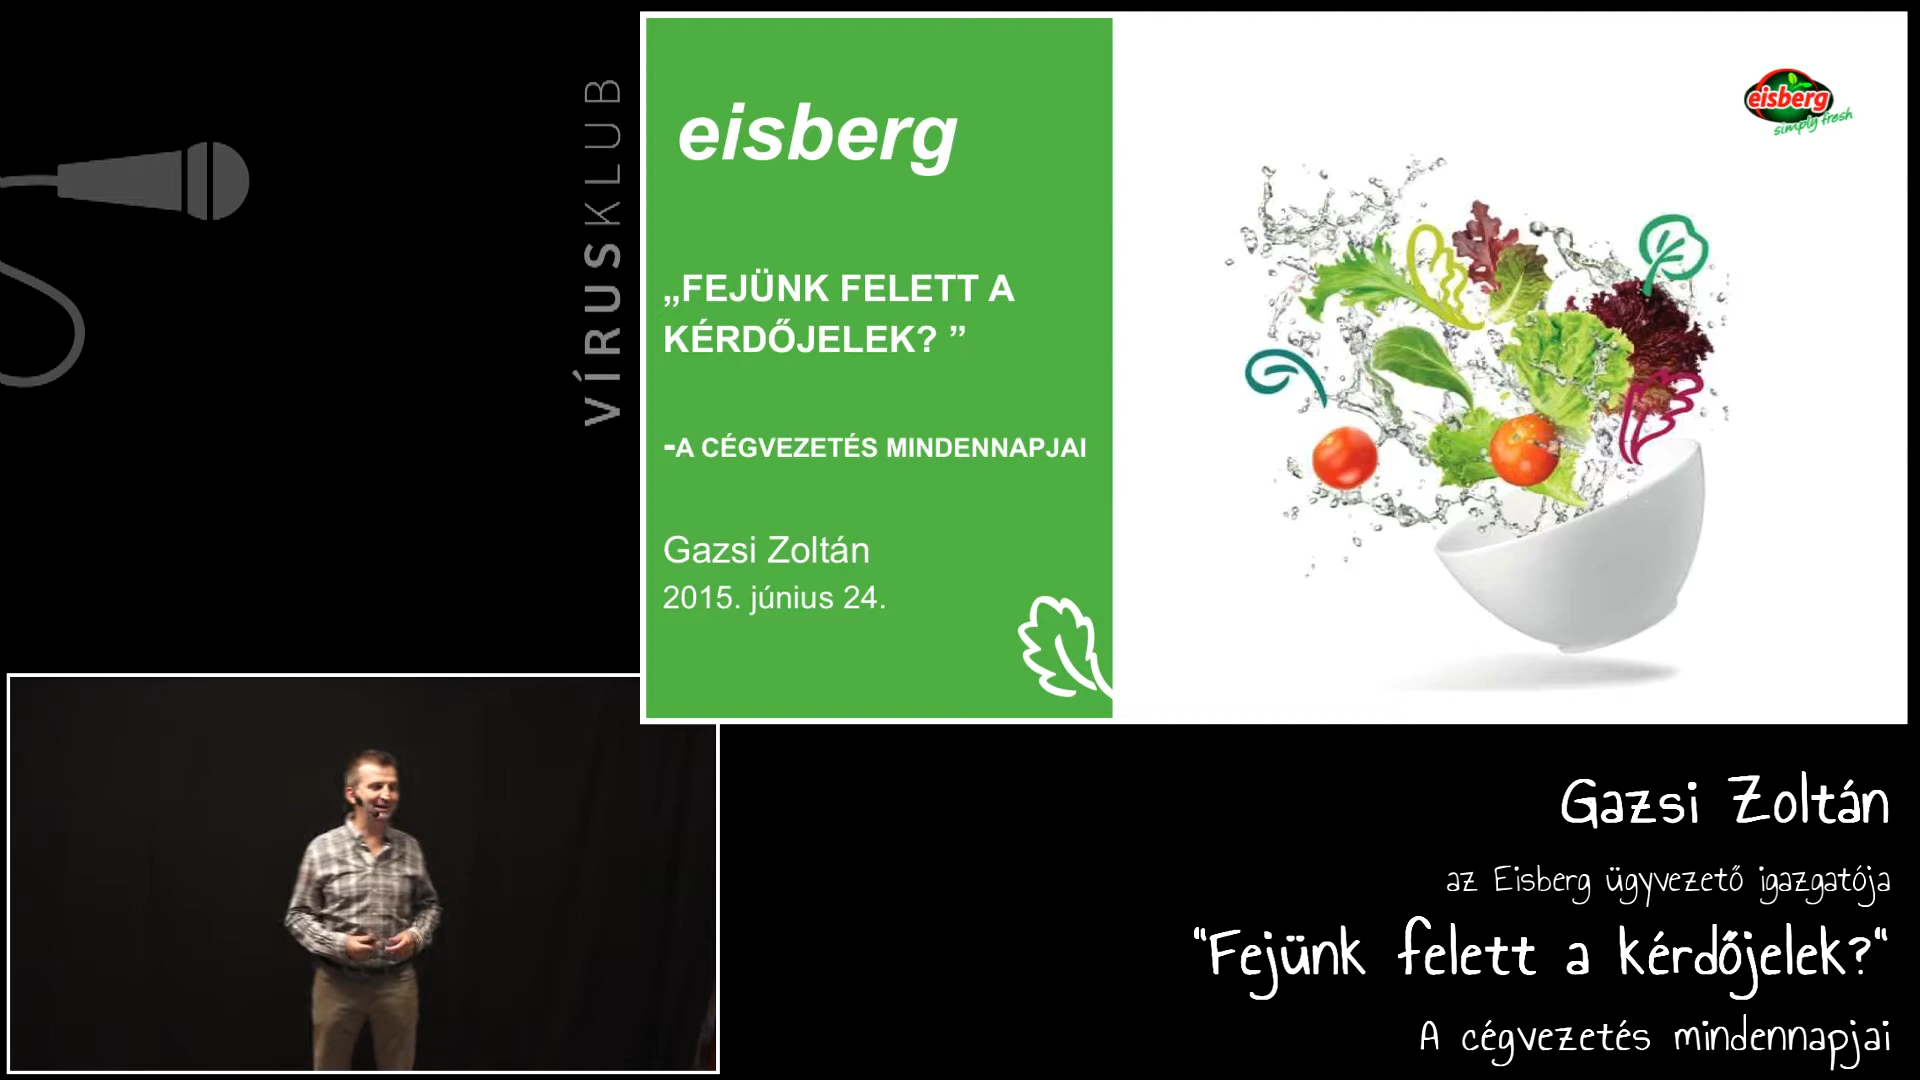 VÍRUSKLUB
eisberg
„FEJÜNK FELETT A
KÉRDŐJELEK? ”
-A CÉGVEZETÉS MINDENNAPJAI
Gazsi Zoltán
2015. június 24.
eisberg
simply fresh
Gazsi Zoltán
az Eisberg ügyvezető igazgatója
"Fejünk felett a kérdőjelek?"
A cégvezetés mindennapjai